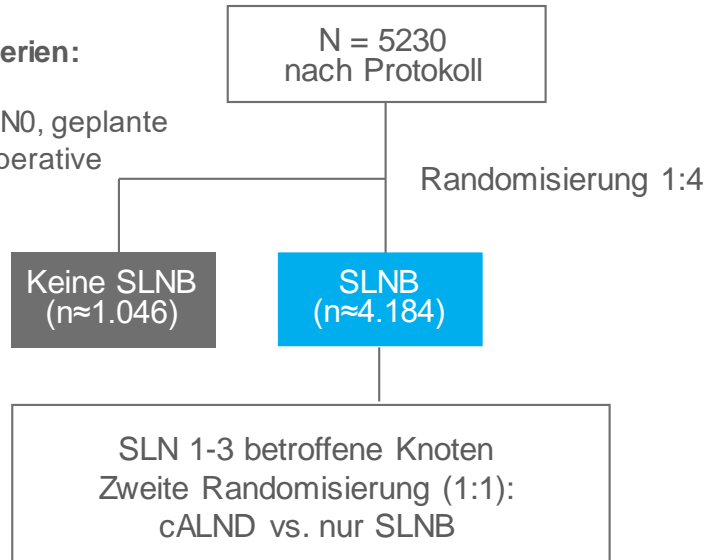 erien:
N0, geplante
perative
N = 5230
nach Protokoll
Randomisierung 1:4
Keine SLNB
(n≈1.046)
SLNB
(n≈4.184)
SLN 1-3 betroffene Knoten
Zweite Randomisierung (1:1):
cALND vs. nur SLNB